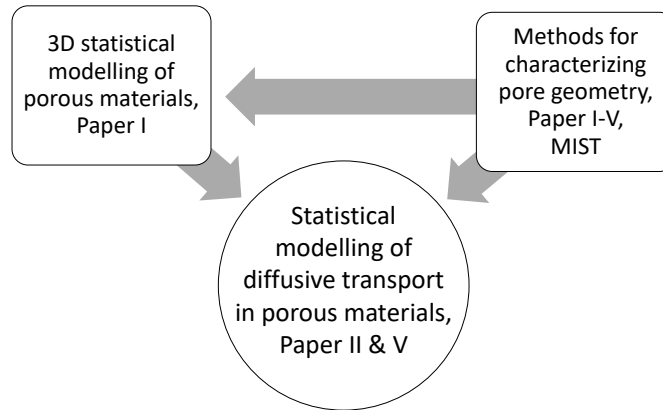 3D statistical
modelling of
porous materials,
Paper I
Methods for
characterizing
pore geometry,
Paper I-V,
MIST
Statistical
modelling of
diffusive transport
in porous materials,
Paper II & V